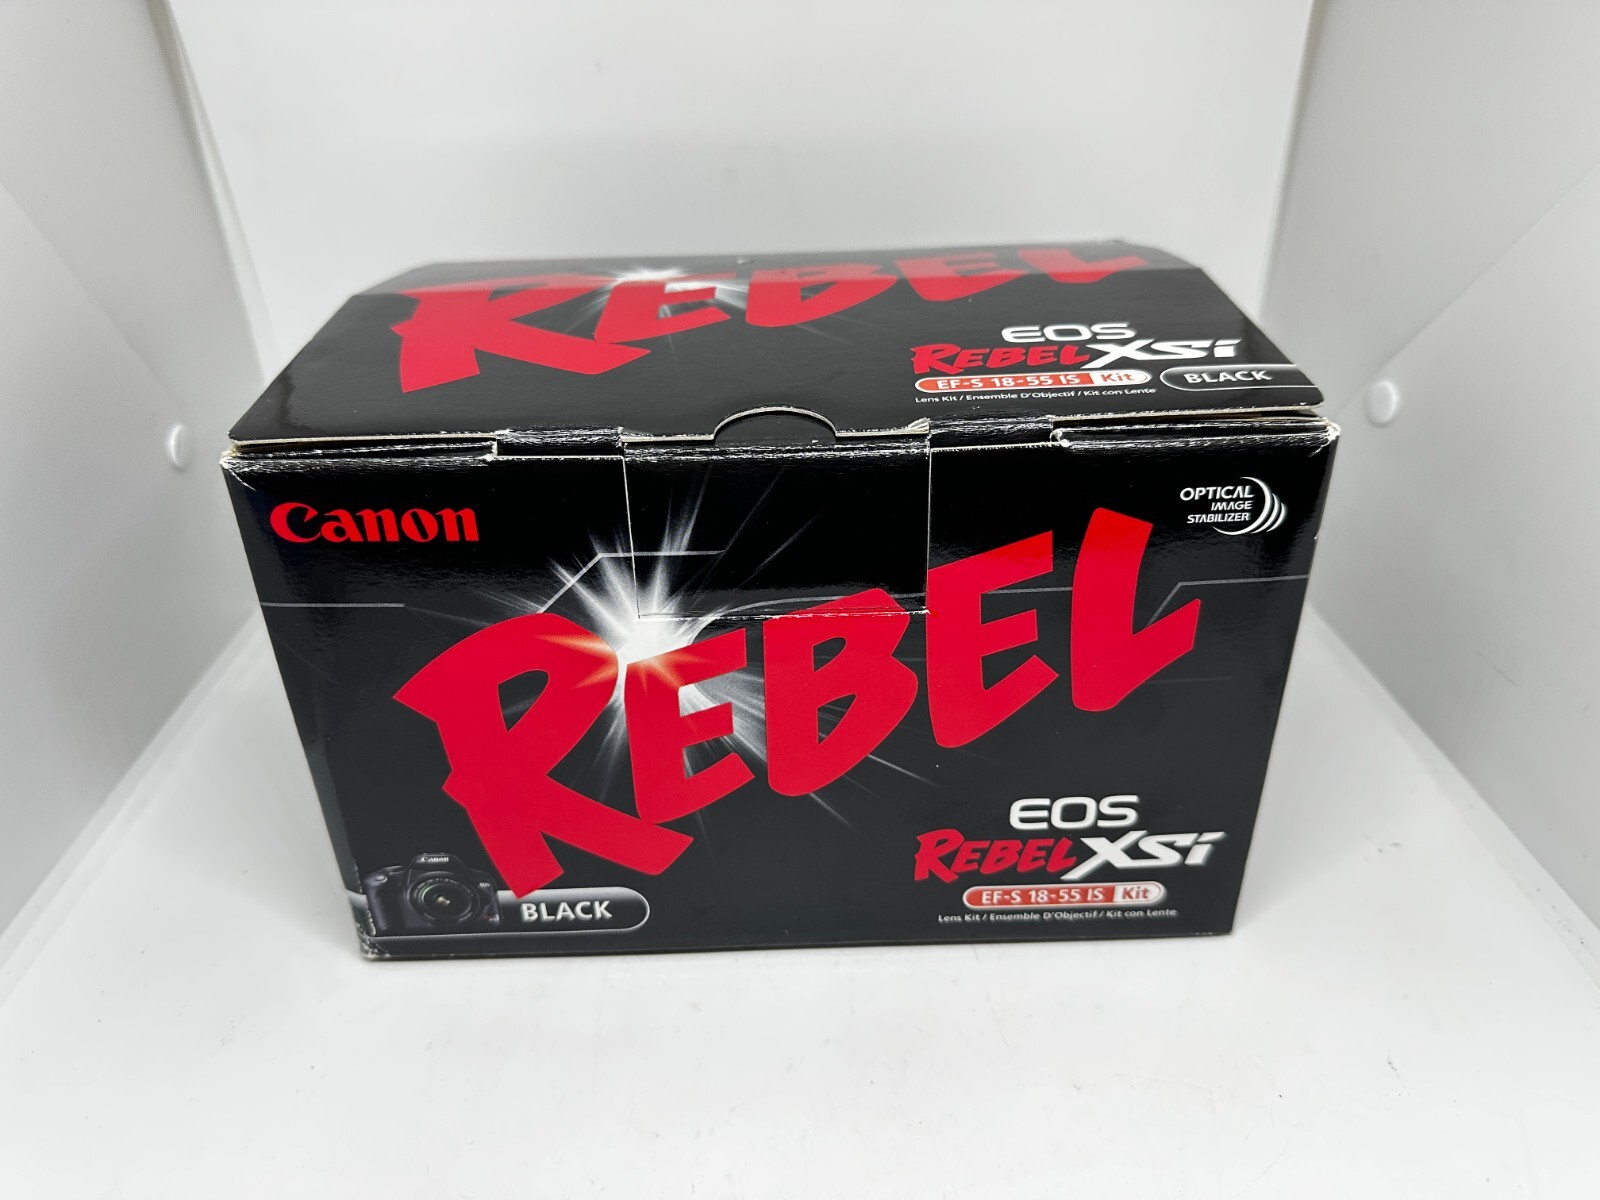 REBEL
EOS
REBEL XSi
EF-S 18-55 IS Kit
BLACK
Lens Kit / Ensemble D'Objectif / Kit con Lente
Canon
OPTICAL
IMAGE
STABILIZER
REBEL
EOS
REBEL XSi
EF-S 18-55 IS Kit
Lens Kit / Ensemble D'Objectif / Kit con Lente
Canon
BLACK